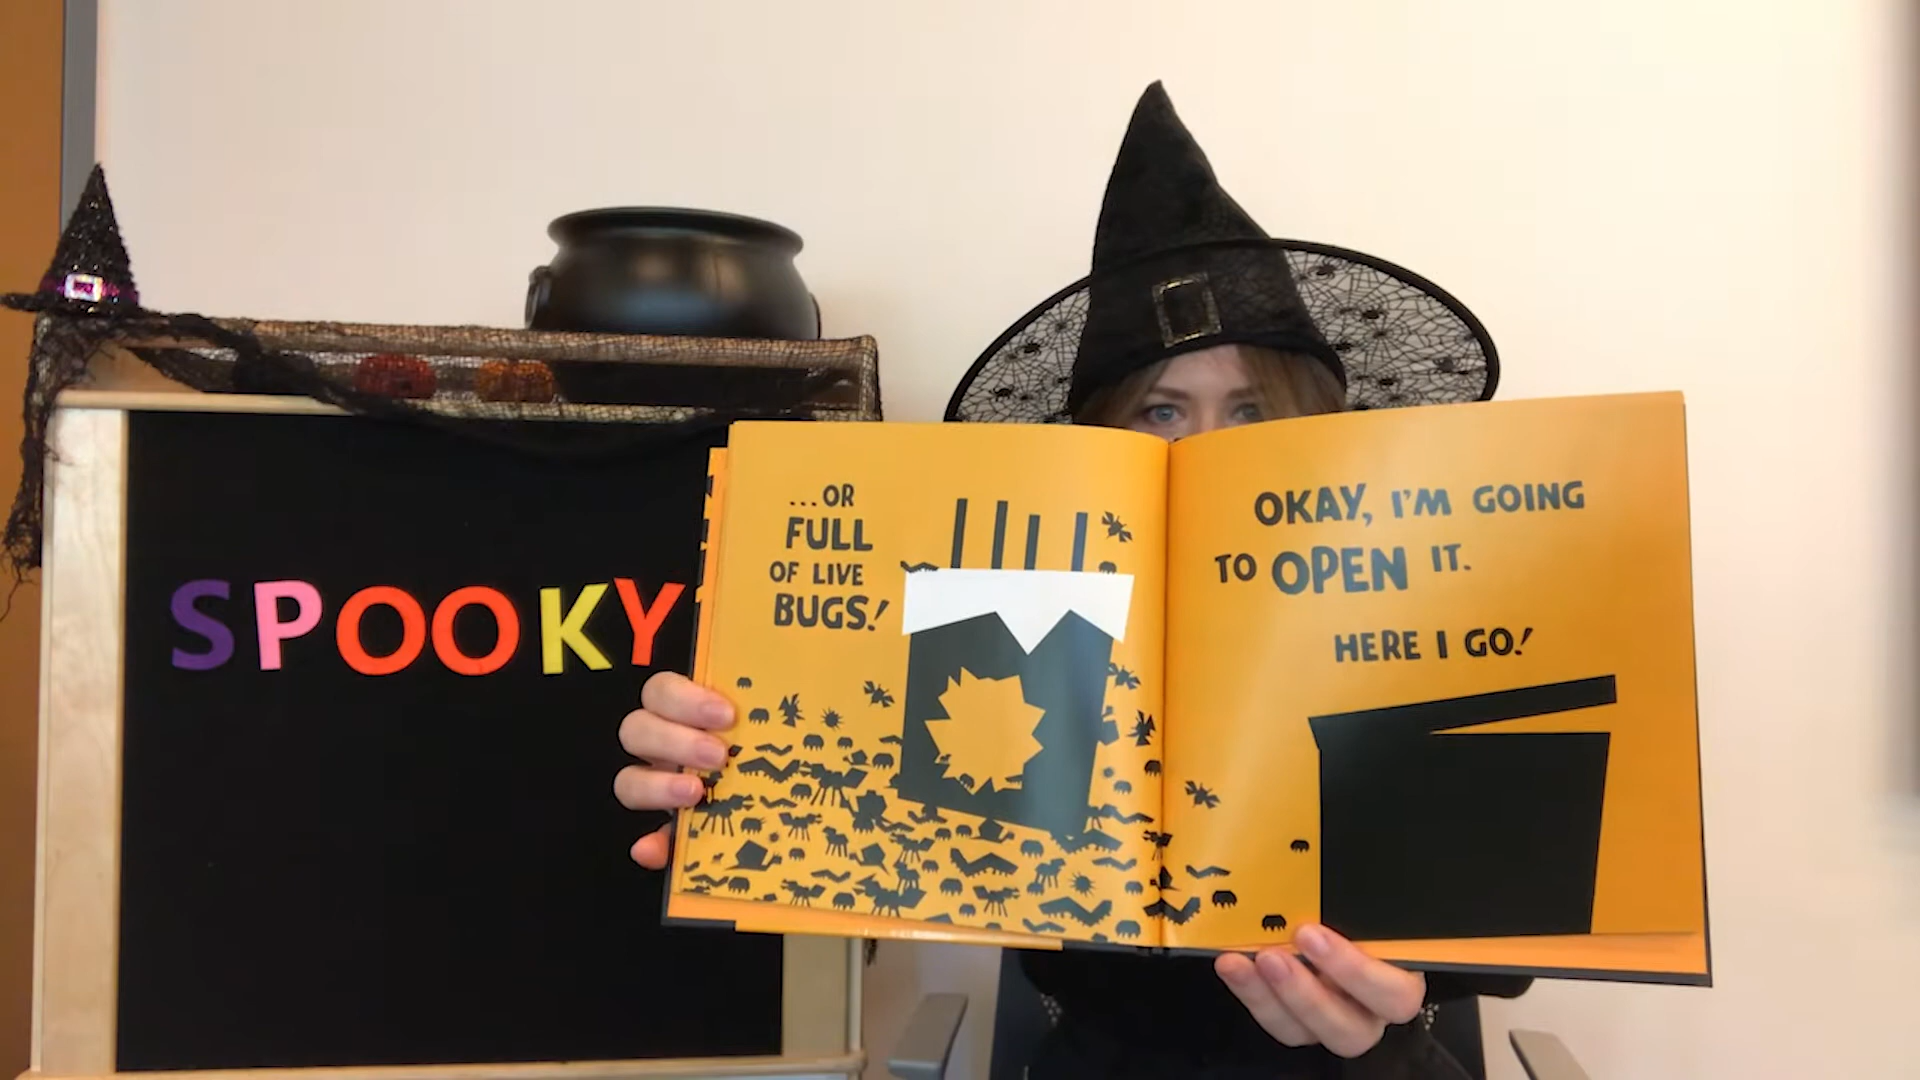 SPOOKY
...OR
FULL
OF LIVE
BUGS!
OKAY, I'M GOING
TO OPEN IT.
HERE I GO!